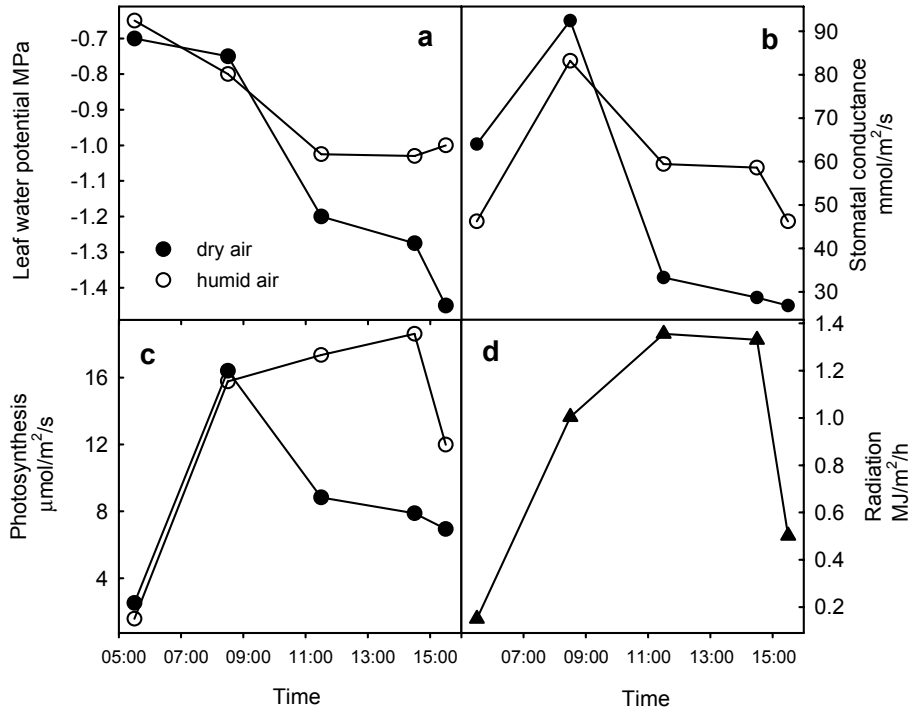 a
-0.7
-0.8
-0.9
-1.0
-1.1
-1.2
-1.3
-1.4
Leaf water potential MPa
dry air
humid air
b
90
80
70
60
50
40
30
Stomatal conductance
mmol/m²/s
c
16
12
8
4
Photosynthesis
μmol/m²/s
05:00 07:00 09:00 11:00 13:00 15:00
Time
d
1.4
1.2
1.0
0.8
0.6
0.4
0.2
Radiation
MJ/m²/h
07:00 09:00 11:00 13:00 15:00
Time